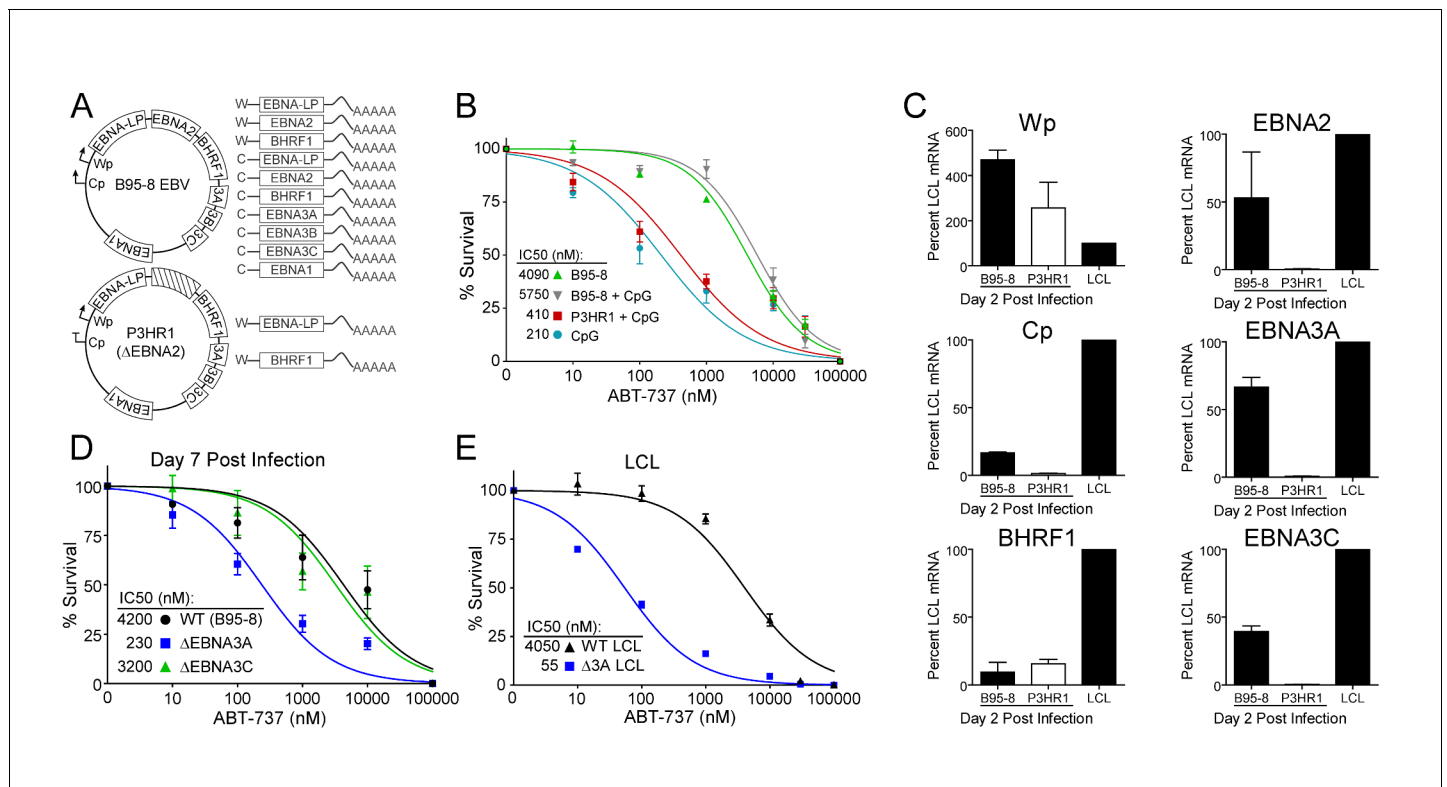 A
EBNA-LP
EBNA2
BHRF1
3A
3B
3C
EBNA1
Wp
Cp
B95-8 EBV
EBNA-LP
BHRF1
3A
3B
3C
EBNA1
Wp
Cp
P3HR1
(ΔEBNA2)
W EBNA-LP AAAAA
W EBNA2 AAAAA
W BHRF1 AAAAA
C EBNA-LP AAAAA
C EBNA2 AAAAA
C BHRF1 AAAAA
C EBNA3A AAAAA
C EBNA3B AAAAA
C EBNA3C AAAAA
C EBNA1 AAAAA
W EBNA-LP AAAAA
W BHRF1 AAAAA
B
% Survival
100
75
50
25
0
IC50 (nM):
4090 B95-8
5750 B95-8 + CpG
410 P3HR1 + CpG
210 CpG
0 10 100 1000 10000 100000
ABT-737 (nM)
C
Wp
Percent LCL mRNA
600
400
200
0
B95-8 P3HR1 LCL
Day 2 Post Infection
EBNA2
Percent LCL mRNA
100
50
0
B95-8 P3HR1 LCL
Day 2 Post Infection
Cp
Percent LCL mRNA
100
50
0
B95-8 P3HR1 LCL
Day 2 Post Infection
EBNA3A
Percent LCL mRNA
100
50
0
B95-8 P3HR1 LCL
Day 2 Post Infection
BHRF1
Percent LCL mRNA
100
50
0
B95-8 P3HR1 LCL
Day 2 Post Infection
EBNA3C
Percent LCL mRNA
100
50
0
B95-8 P3HR1 LCL
Day 2 Post Infection
D
Day 7 Post Infection
% Survival
100
75
50
25
0
IC50 (nM):
4200 WT (B95-8)
230 ΔEBNA3A
3200 ΔEBNA3C
0 10 100 1000 10000 100000
ABT-737 (nM)
E
LCL
% Survival
100
75
50
25
0
IC50 (nM):
4050 WT LCL
55 Δ3A LCL
0 10 100 1000 10000 100000
ABT-737 (nM)